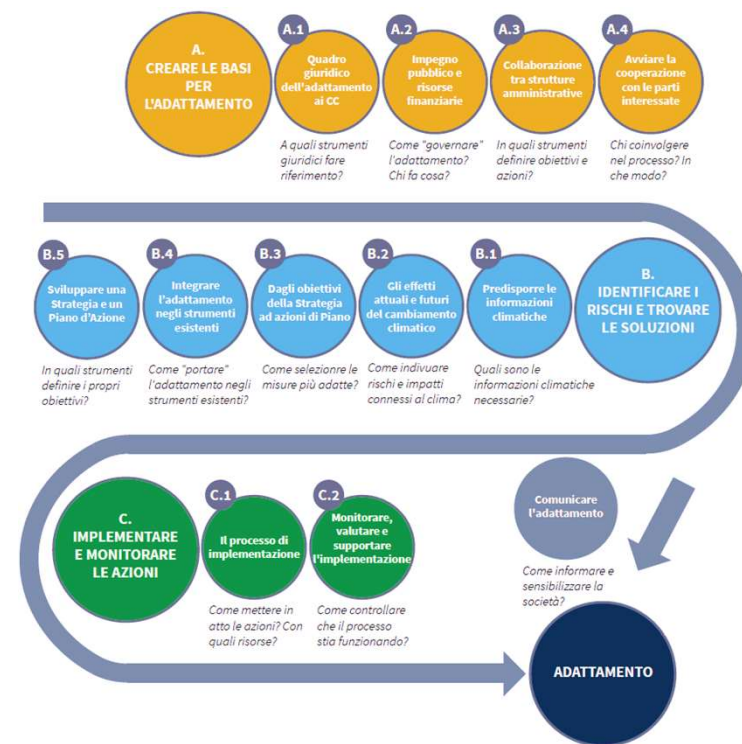 A.
CREARE LE BASI
PER
L'ADATTAMENTO
A.1
Quadro
giuridico
dell'adattamento
ai CC
A quali strumenti
giuridici fare
riferimento?
A.2
Impegno
pubblico e
risorse
finanziarie
Come "governare"
l'adattamento?
Chi fa cosa?
A.3
Collaborazione
tra strutture
amministrative
In quali strumenti
definire obiettivi e
azioni?
A.4
Avviare la
cooperazione
con le parti
interessate
Chi coinvolgere
nel processo? In
che modo?
B.
IDENTIFICARE I
RISCHI E TROVARE
LE SOLUZIONI
B.1
Predisporre le
informazioni
climatiche
Quali sono le
informazioni climatiche
necessarie?
B.2
Gli effetti
attuali e futuri
del cambiamento
climatico
Come indivuare
rischi e impatti
connessi al clima?
B.3
Dagli obiettivi
della Strategia
ad azioni di Piano
Come selezionre le
misure più adatte?
B.4
Integrare
l'adattamento
negli strumenti
esistenti
Come "portare"
l'adattamento negli
strumenti esistenti?
B.5
Sviluppare una
Strategia e un
Piano d'Azione
In quali strumenti
definire i propri
obiettivi?
C.
IMPLEMENTARE
E MONITORARE
LE AZIONI
C.1
Il processo di
implementazione
Come mettere in
atto le azioni? Con
quali risorse?
C.2
Monitorare,
valutare e
supportare
l'implementazione
Come controllare
che il processo
stia funzionando?
Comunicare
l'adattamento
Come informare e
sensibilizzare la
società?
ADATTAMENTO